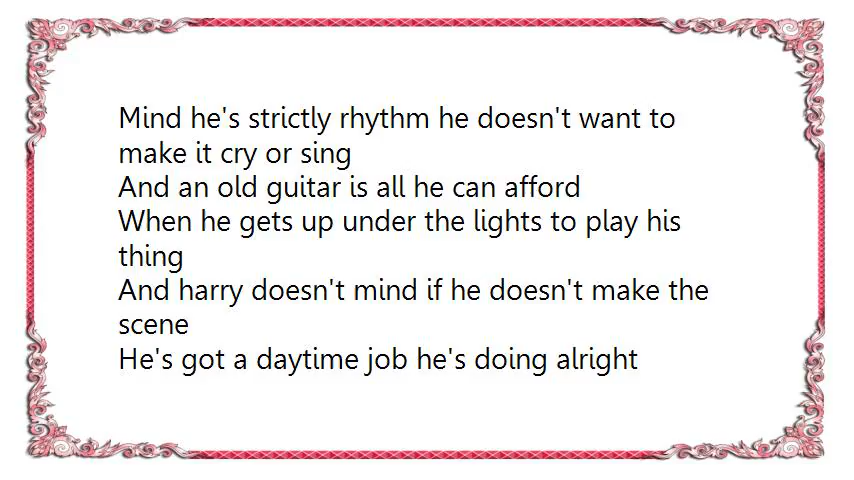 Mind he's strictly rhythm he doesn't want to
make it cry or sing
And an old guitar is all he can afford
When he gets up under the lights to play his
thing
And harry doesn't mind if he doesn't make the
scene
He's got a daytime job he's doing alright